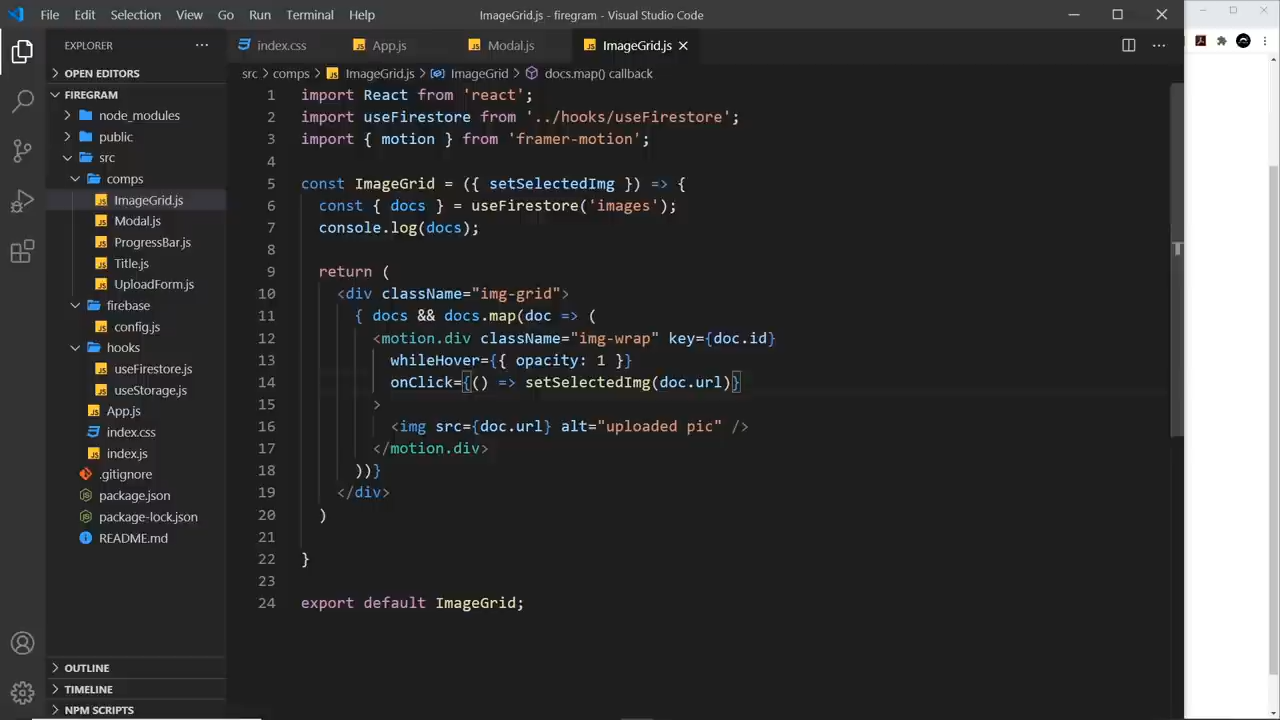 File Edit Selection View Go Run Terminal Help ImageGrid.js - firegram - Visual Studio Code
EXPLORER
OPEN EDITORS
FIREGRAM
node_modules
public
src
comps
ImageGrid.js
Modal.js
ProgressBar.js
Title.js
UploadForm.js
firebase
config.js
hooks
useFirestore.js
useStorage.js
App.js
index.css
index.js
.gitignore
package.json
package-lock.json
README.md
OUTLINE
TIMELINE
NPM SCRIPTS
index.css App.js Modal.js ImageGrid.js
src > comps > ImageGrid.js > ImageGrid > docs.map() callback
1 import React from 'react';
2 import useFirestore from '../hooks/useFirestore';
3 import { motion } from 'framer-motion';
4
5 const ImageGrid = ({ setSelectedImg }) => {
6 const { docs } = useFirestore('images');
7 console.log(docs);
8
9 return (
10 <div className="img-grid">
11 { docs && docs.map(doc => (
12 <motion.div className="img-wrap" key={doc.id}
13 whileHover={{ opacity: 1 }}
14 onClick={() => setSelectedImg(doc.url)}
15 >
16 <img src={doc.url} alt="uploaded pic" />
17 </motion.div>
18 ))}
19 </div>
20 )
21
22 }
23
24 export default ImageGrid;